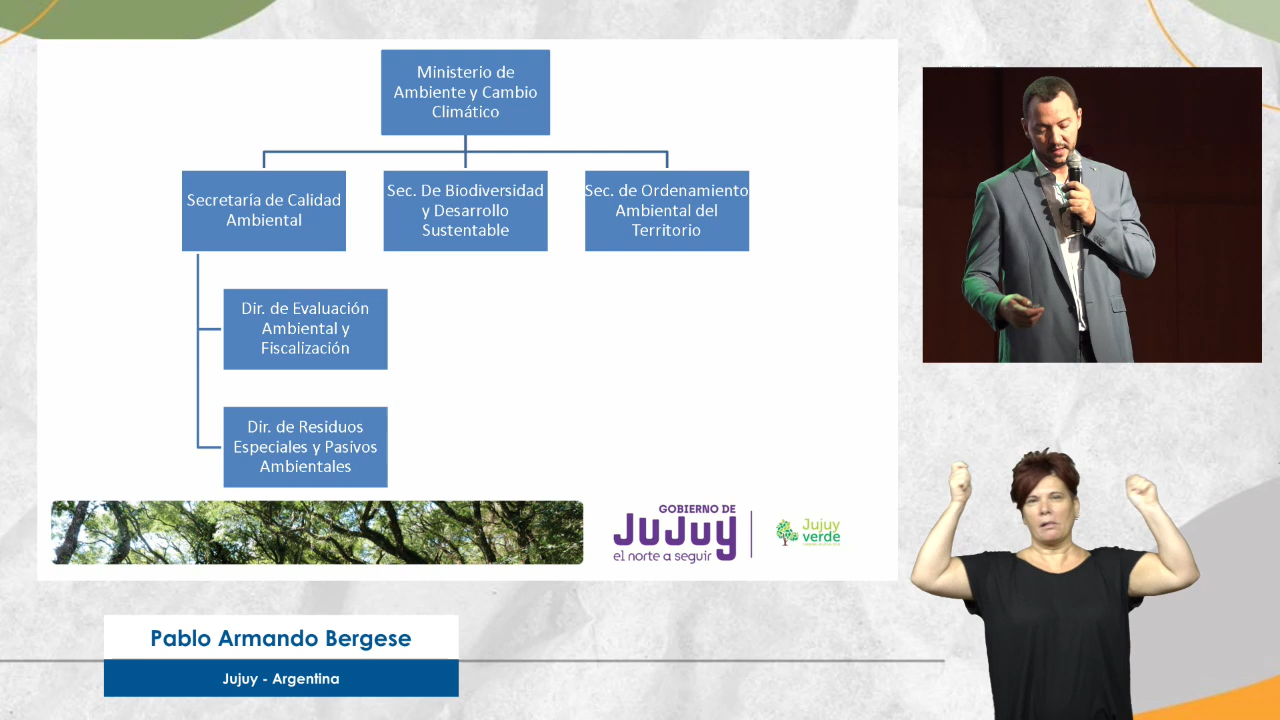 Ministerio de
Ambiente y Cambio
Climático
Secretaría de Calidad
Ambiental
Sec. De Biodiversidad
y Desarrollo
Sustentable
Sec. de Ordenamiento
Ambiental del
Territorio
Dir. de Evaluación
Ambiental y
Fiscalización
Dir. de Residuos
Especiales y Pasivos
Ambientales
GOBIERNO DE
JuJuy
el norte a seguir
Jujuy
verde
Pablo Armando Bergese
Jujuy - Argentina